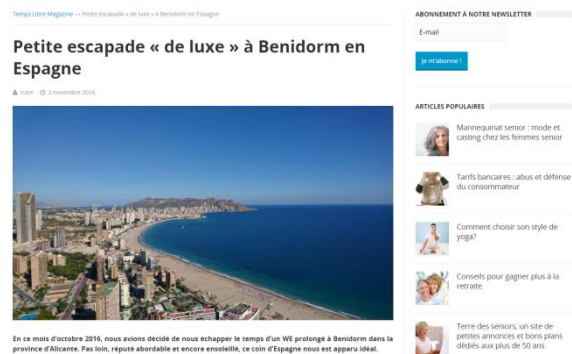 Temps Libre Magazine → Petite escapade « de luxe » à Benidorm en Espagne
Petite escapade « de luxe » à Benidorm en
Espagne
2 novembre 2016
En ce mois d'octobre 2016, nous avions décidé de nous échapper le temps d'un WE prolongé à Benidorm dans la
province d'Alicante. Pas loin, réputé abordable et encore ensoleillé, ce coin d'Espagne nous est apparu idéal.
ABONNEMENT À NOTRE NEWSLETTER
E-mail
Je m'abonne !
ARTICLES POPULAIRES
Mannequinat senior : mode et
casting chez les femmes senior
Tarifs bancaires : abus et défense
du consommateur
Comment choisir son style de
yoga?
Conseils pour gagner plus à la
retraite
Terre des seniors, un site de
petites annonces et bons plans
dédiés aux plus de 50 ans